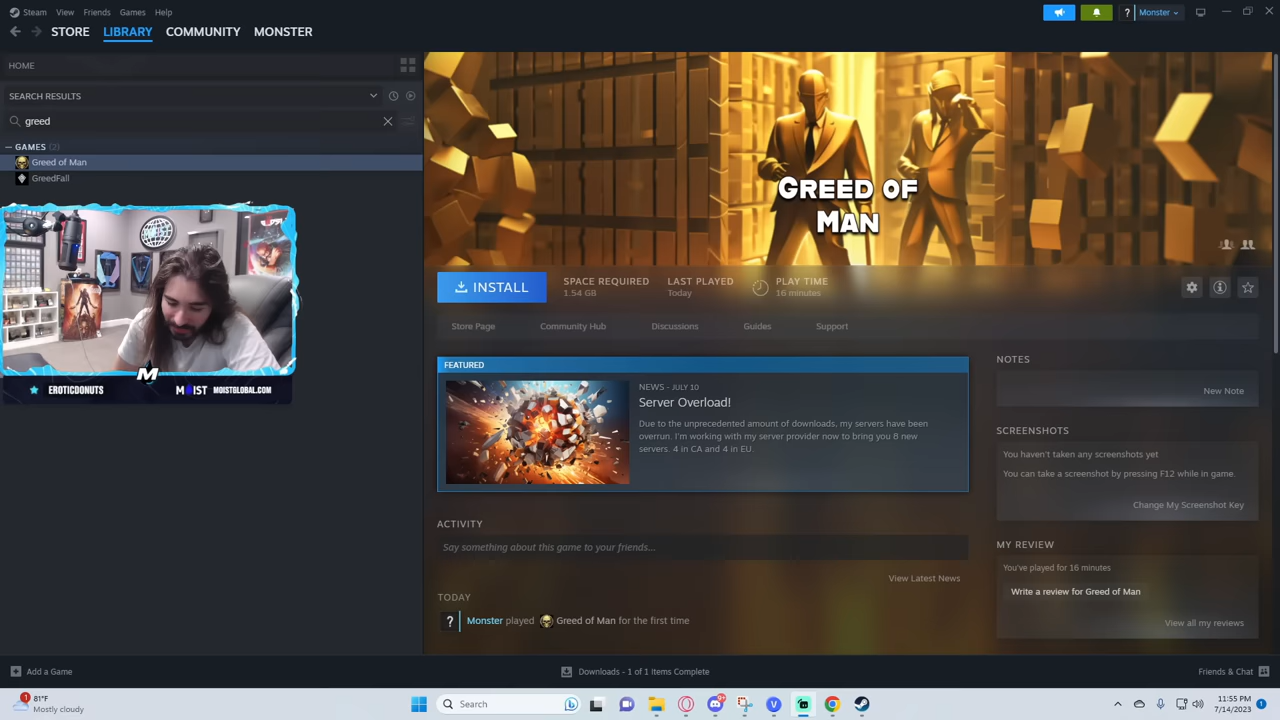 Steam View Friends Games Help
? Monster
STORE LIBRARY COMMUNITY MONSTER
HOME
SEARCH RESULTS
greed
— GAMES (2)
Greed of Man
GreedFall
EROTICDONUTS
M
MOIST MOISTGLOBAL.COM
GREED OF
MAN
INSTALL
SPACE REQUIRED
1.54 GB
LAST PLAYED
Today
PLAY TIME
16 minutes
Store Page Community Hub Discussions Guides Support
FEATURED
NEWS - JULY 10
Server Overload!
Due to the unprecedented amount of downloads, my servers have been
overrun. I'm working with my server provider now to bring you 8 new
servers. 4 in CA and 4 in EU.
ACTIVITY
Say something about this game to your friends...
View Latest News
TODAY
? Monster played Greed of Man for the first time
NOTES
New Note
SCREENSHOTS
You haven't taken any screenshots yet
You can take a screenshot by pressing F12 while in game.
Change My Screenshot Key
MY REVIEW
You've played for 16 minutes
Write a review for Greed of Man
View all my reviews
Add a Game
Downloads - 1 of 1 Items Complete
Friends & Chat
1
81°F
Mostly cloudy
Search
9+
V
11:55 PM
7/14/2023
1